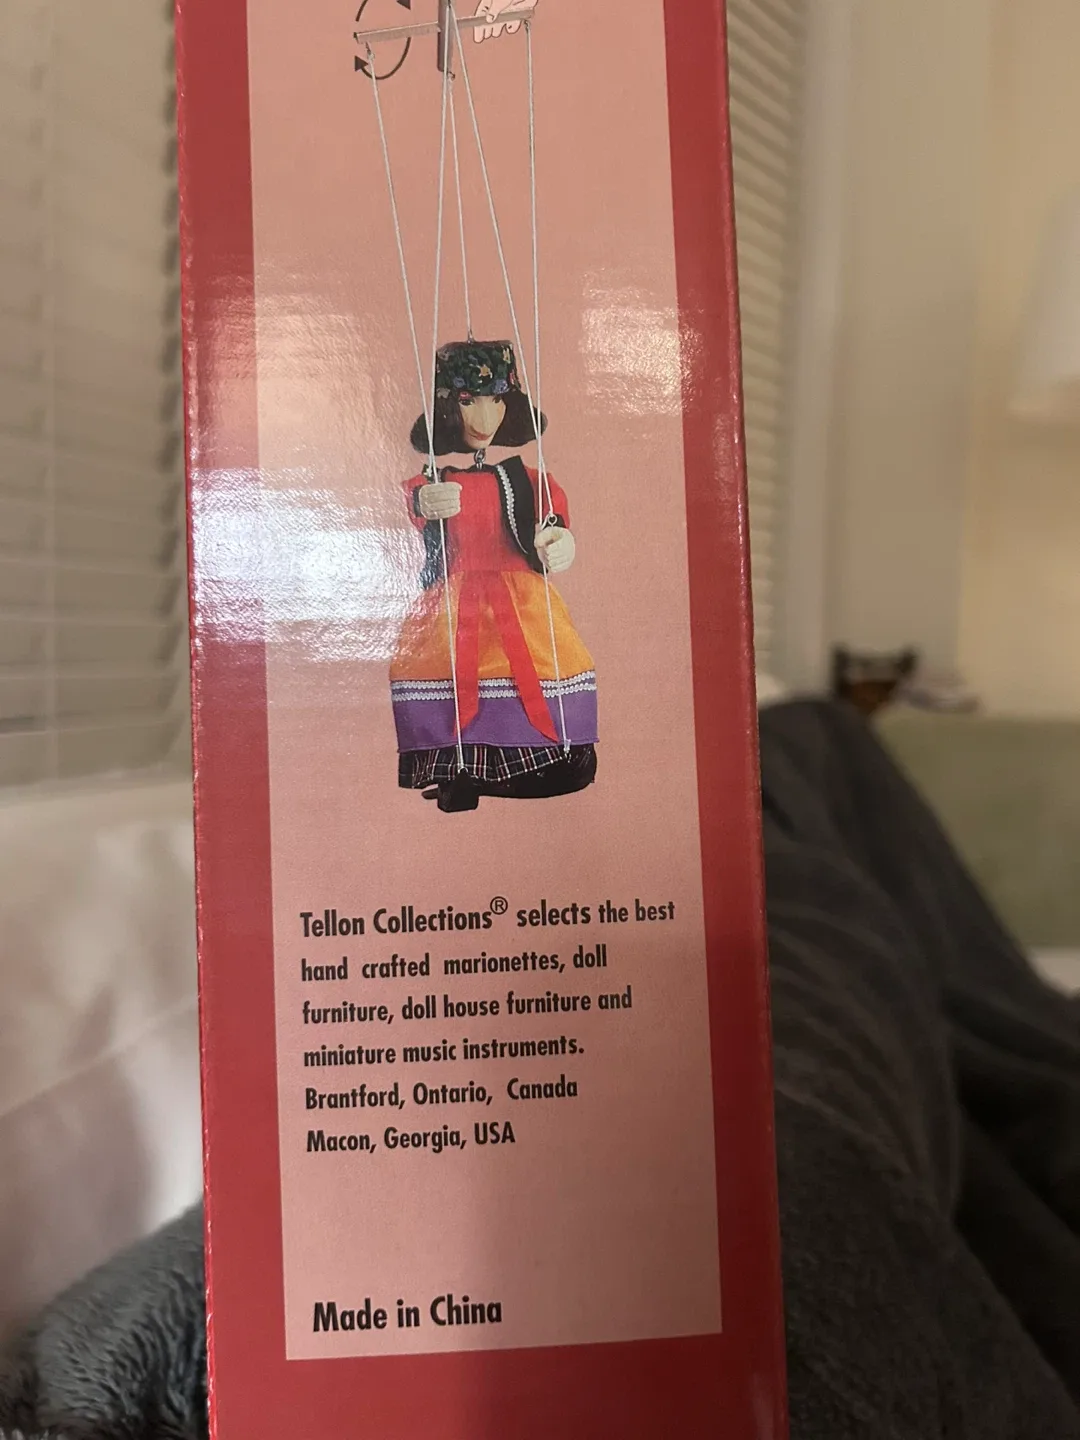 Tellon Collections® selects the best
hand crafted marionettes, doll
furniture, doll house furniture and
miniature music instruments.
Brantford, Ontario, Canada
Macon, Georgia, USA
Made in China